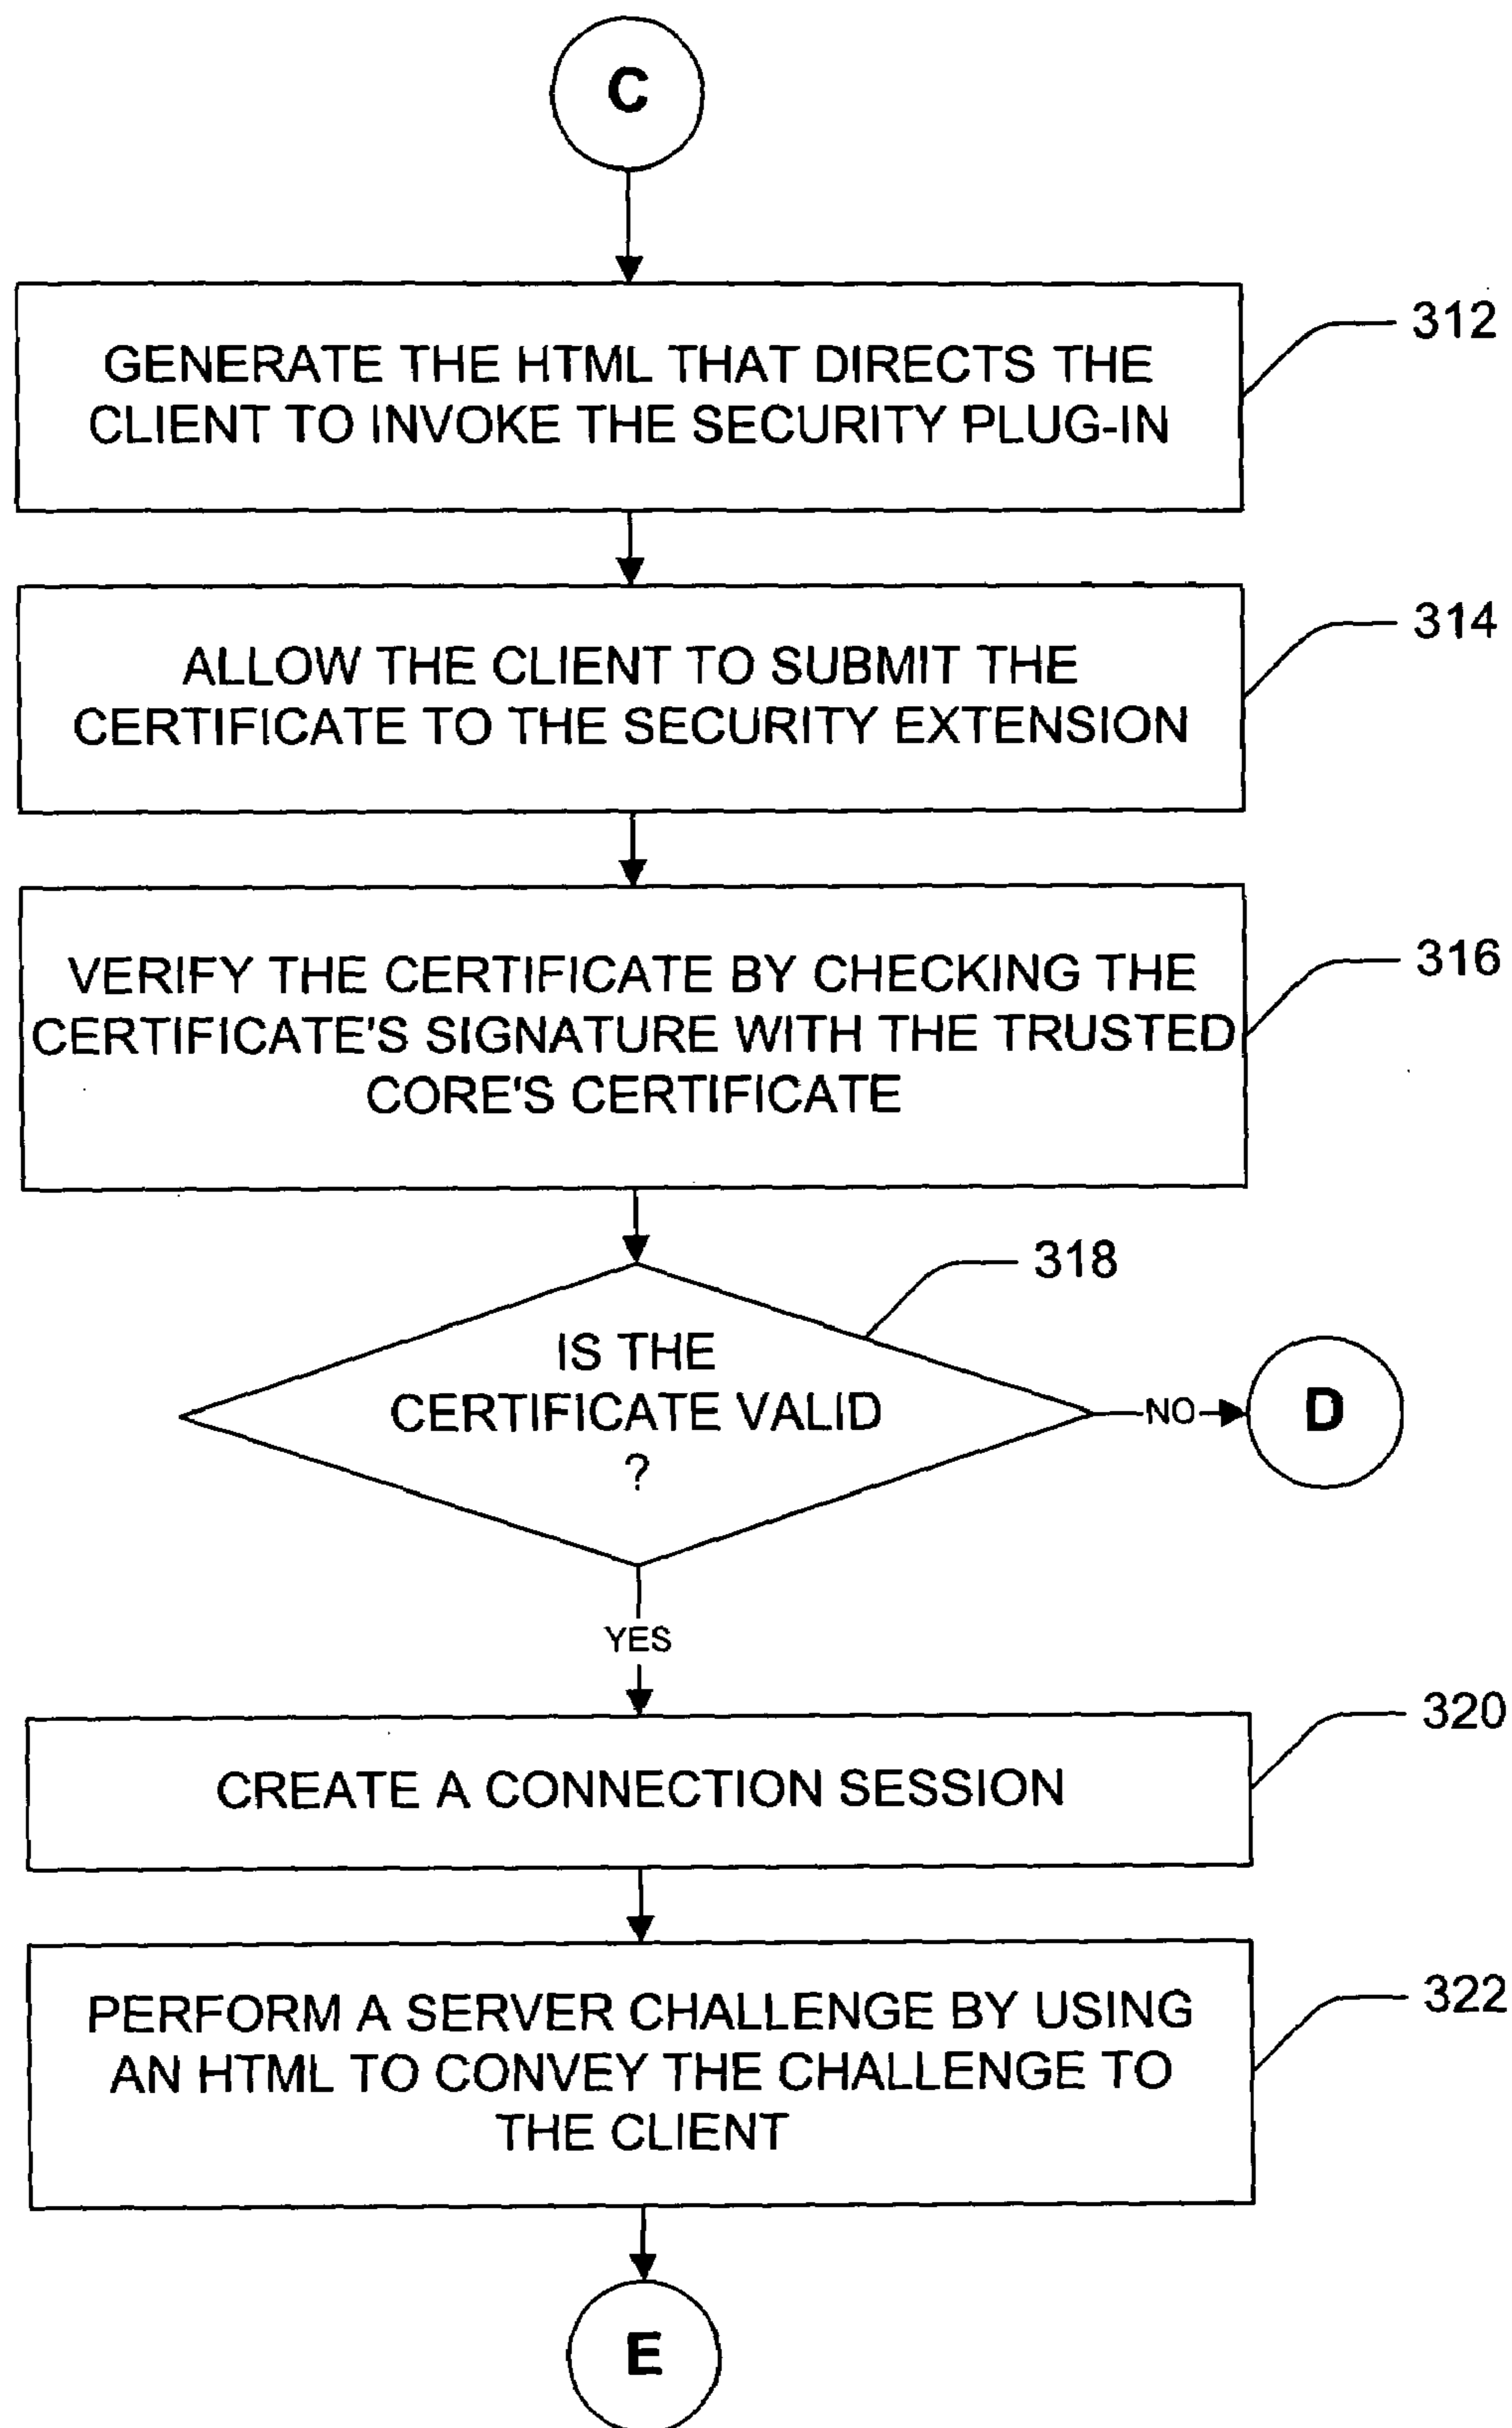 C
GENERATE THE HTML THAT DIRECTS THE
CLIENT TO INVOKE THE SECURITY PLUG-IN
312
ALLOW THE CLIENT TO SUBMIT THE
CERTIFICATE TO THE SECURITY EXTENSION
314
VERIFY THE CERTIFICATE BY CHECKING THE
CERTIFICATE'S SIGNATURE WITH THE TRUSTED
CORE'S CERTIFICATE
316
318
IS THE
CERTIFICATE VALID
?
NO
D
YES
CREATE A CONNECTION SESSION
320
PERFORM A SERVER CHALLENGE BY USING
AN HTML TO CONVEY THE CHALLENGE TO
THE CLIENT
322
E